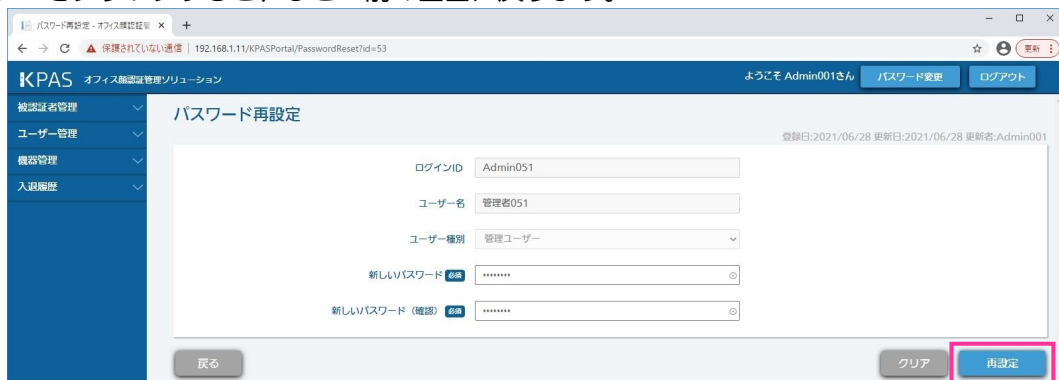 パスワード再設定 - オフィス顔認証管
保護されていない通信 | 192.168.1.11/KPASPortal/PasswordReset?id=53
更新
KPAS オフィス顔認証管理ソリューション
ようこそ Admin001さん
パスワード変更
ログアウト
被認証者管理
ユーザー管理
機器管理
入退履歴
パスワード再設定
登録日:2021/06/28 更新日:2021/06/28 更新者:Admin001
ログインID Admin051
ユーザー名 管理者051
ユーザー種別 管理ユーザー
新しいパスワード 必須 ••••••••
新しいパスワード（確認） 必須 ••••••••
戻る
クリア
再設定